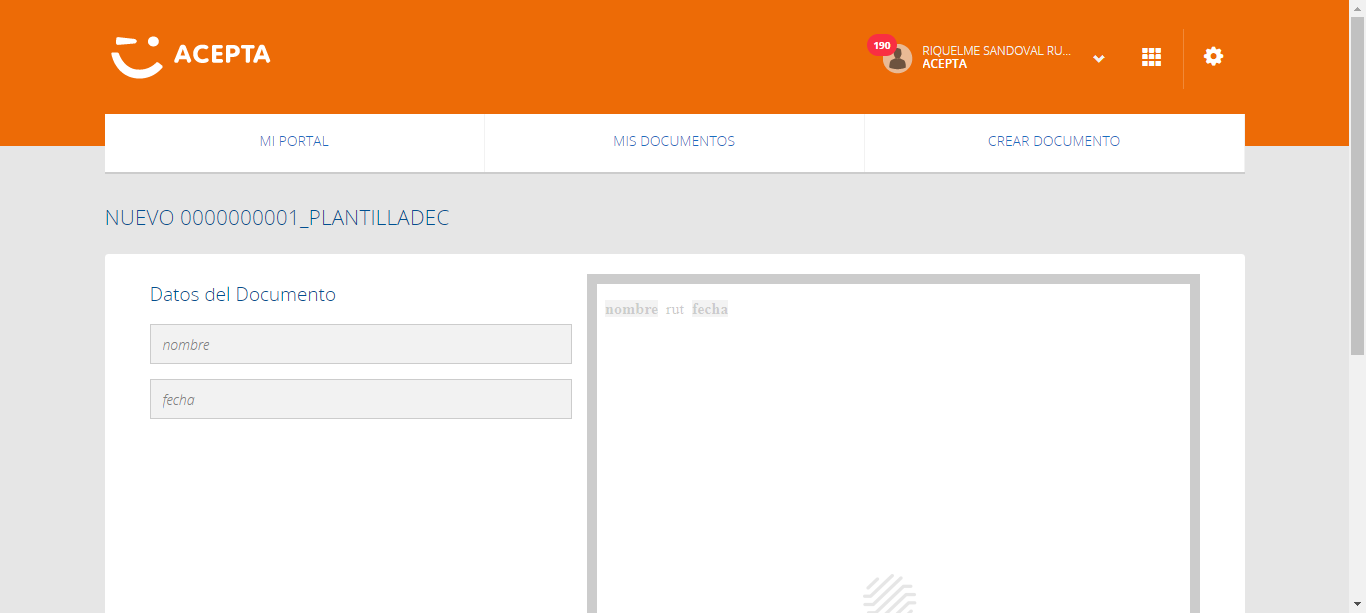 ACEPTA
190
RIQUELME SANDOVAL RU...
ACEPTA
MI PORTAL
MIS DOCUMENTOS
CREAR DOCUMENTO
NUEVO 0000000001_PLANTILLADEC
Datos del Documento
nombre
fecha
nombre rut fecha